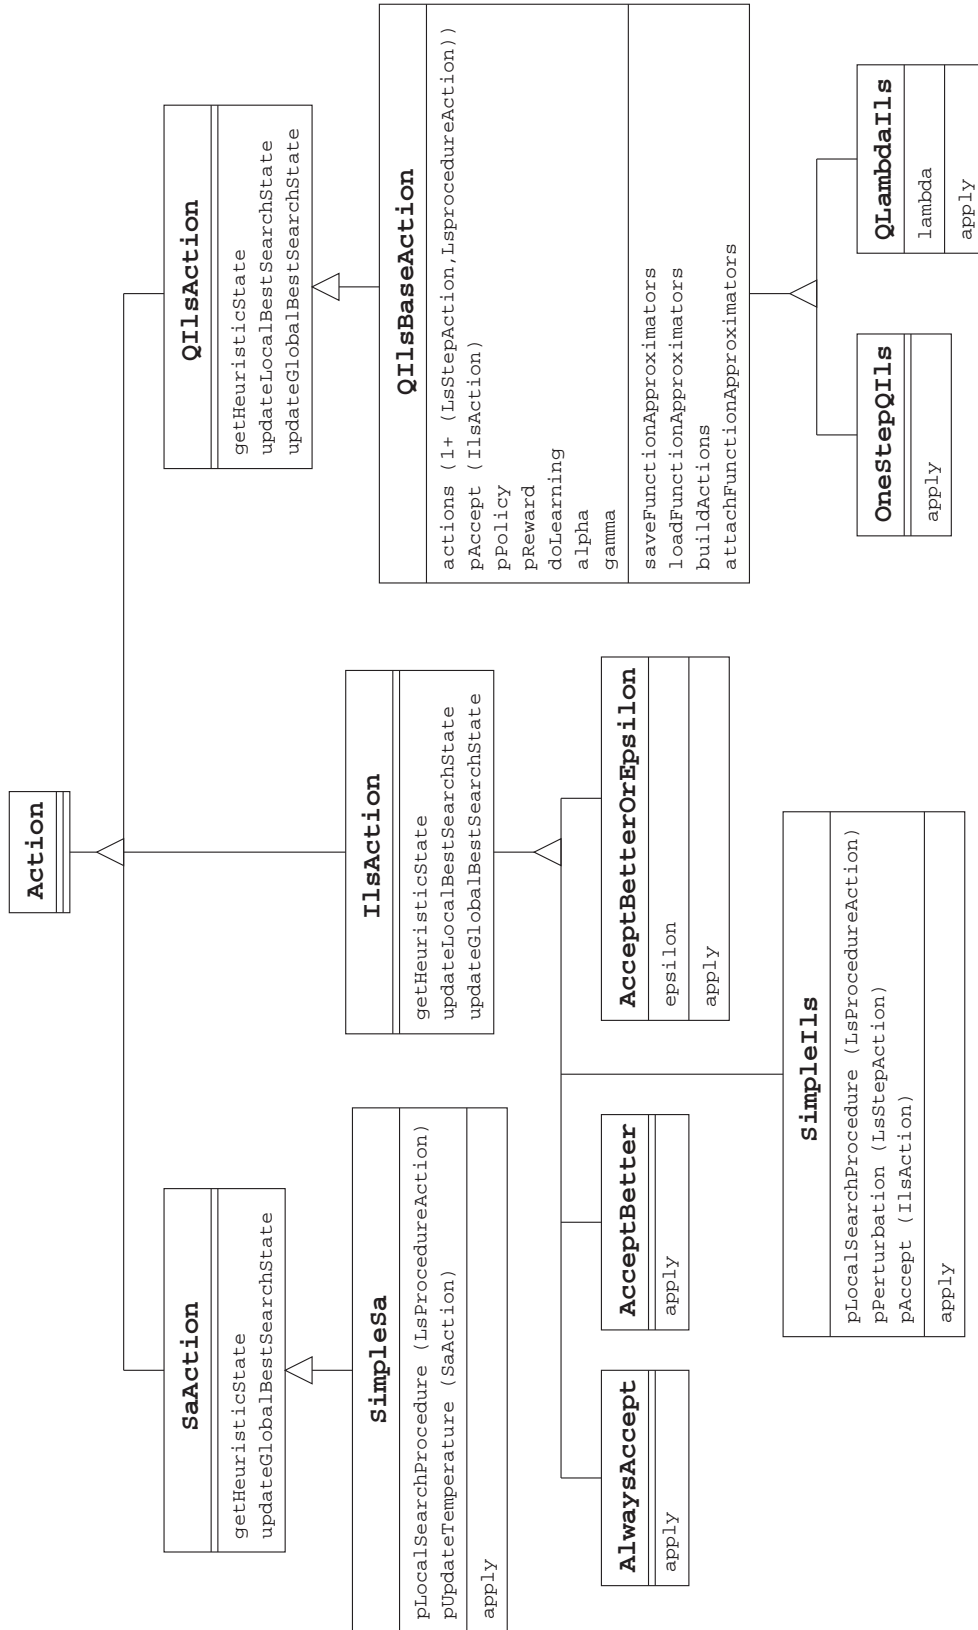 Action
SaAction
getHeuristicState
updateGlobalBestSearchState
IlsAction
getHeuristicState
updateLocalBestSearchState
updateGlobalBestSearchState
QIlsAction
getHeuristicState
updateLocalBestSearchState
updateGlobalBestSearchState
SimpleSa
pLocalSearchProcedure (LsProcedureAction)
pUpdateTemperature (SaAction)
apply
QIlsBaseAction
actions (1+ (LsStepAction,LsprocedureAction))
pAccept (IlsAction)
pPolicy
pReward
doLearning
alpha
gamma
saveFunctionApproximators
loadFunctionApproximators
buildActions
attachFunctionApproximators
AlwaysAccept
apply
AcceptBetter
apply
AcceptBetterOrEpsilon
epsilon
apply
SimpleIls
pLocalSearchProcedure (LsProcedureAction)
pPerturbation (LsStepAction)
pAccept (IlsAction)
apply
OneStepQIls
apply
QLambdaIls
lambda
apply